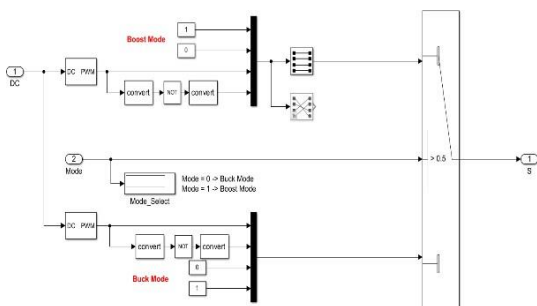 Boost Mode
1
0
1
DC
DC PWM
convert
NOT
convert
2
Mode
Mode = 0 -> Buck Mode
Mode = 1 -> Boost Mode
Mode_Select
> 0.5
1
S
DC PWM
convert
NOT
convert
0
Buck Mode
1